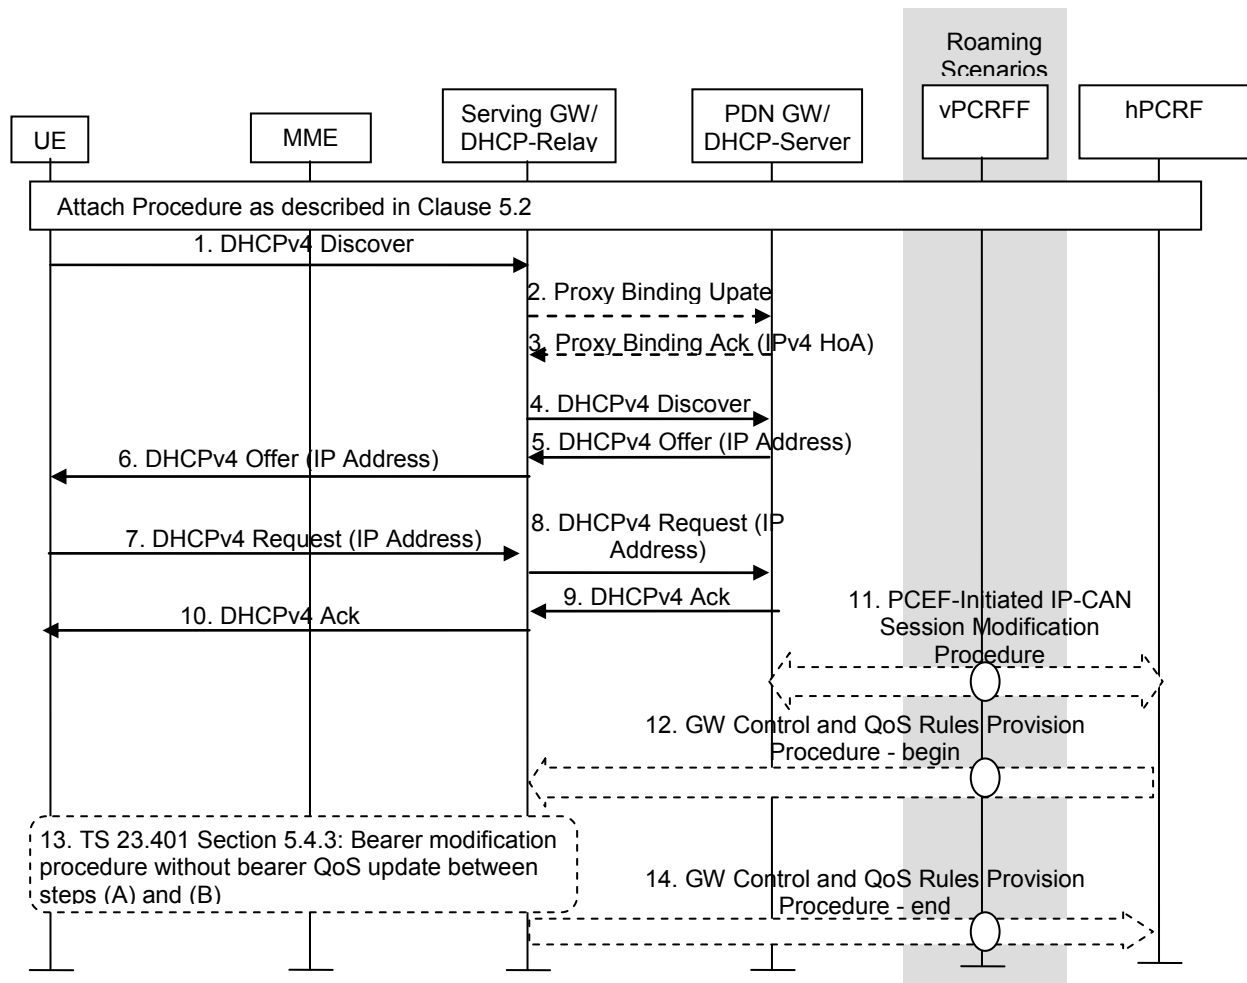 Roaming
Scenarios
UE
MME
Serving GW/
DHCP-Relay
PDN GW/
DHCP-Server
vPCRFF
hPCRF
Attach Procedure as described in Clause 5.2
1. DHCPv4 Discover
2. Proxy Binding Upate
3. Proxy Binding Ack (IPv4 HoA)
4. DHCPv4 Discover
5. DHCPv4 Offer (IP Address)
6. DHCPv4 Offer (IP Address)
7. DHCPv4 Request (IP Address)
8. DHCPv4 Request (IP
Address)
9. DHCPv4 Ack
10. DHCPv4 Ack
11. PCEF-Initiated IP-CAN
Session Modification
Procedure
12. GW Control and QoS Rules Provision
Procedure - begin
13. TS 23.401 Section 5.4.3: Bearer modification
procedure without bearer QoS update between
steps (A) and (B)
14. GW Control and QoS Rules Provision
Procedure - end